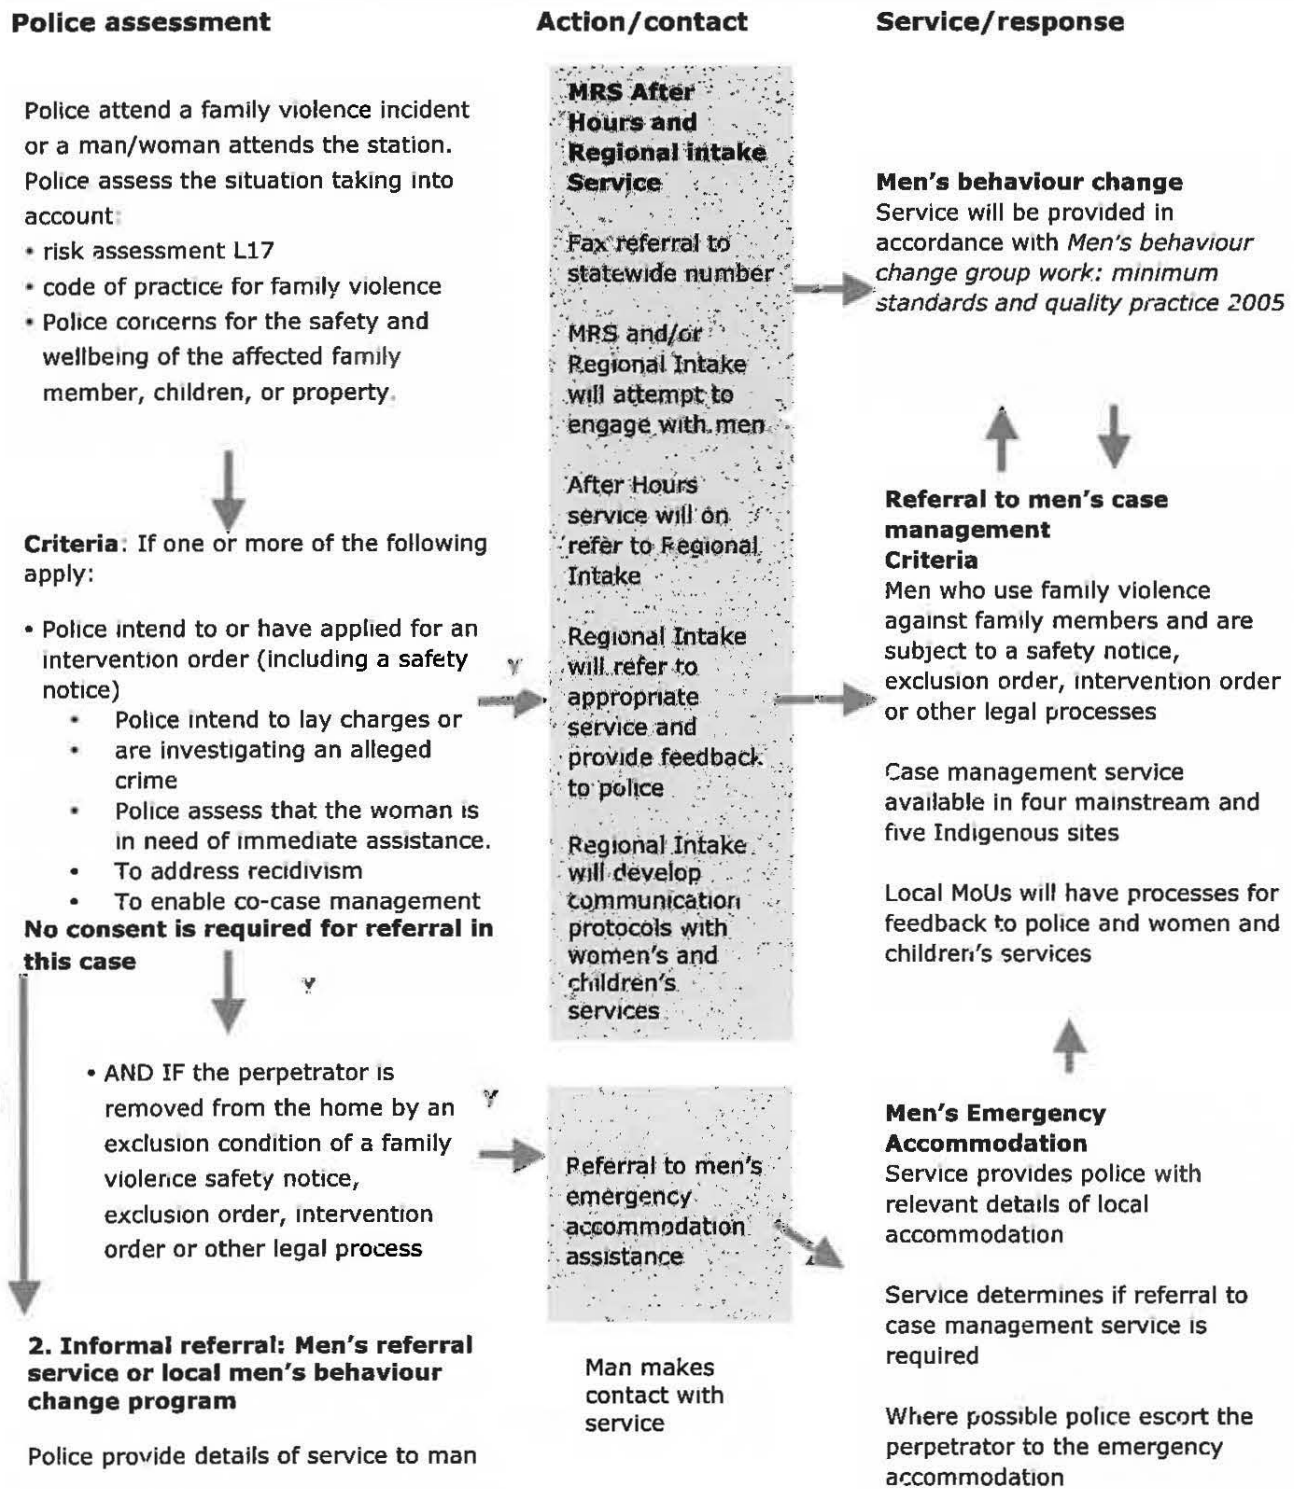 Police assessment
Police attend a family violence incident
or a man/woman attends the station.
Police assess the situation taking into
account:
• risk assessment L17
• code of practice for family violence
• Police concerns for the safety and
wellbeing of the affected family
member, children, or property.
Criteria: If one or more of the following
apply:
• Police intend to or have applied for an
intervention order (including a safety
notice)
• Police intend to lay charges or
• are investigating an alleged
crime
• Police assess that the woman is
in need of immediate assistance.
• To address recidivism
• To enable co-case management
No consent is required for referral in
this case
Y
Y
• AND IF the perpetrator is
removed from the home by an
exclusion condition of a family
violence safety notice,
exclusion order, intervention
order or other legal process
Y
2. Informal referral: Men's referral
service or local men's behaviour
change program
Police provide details of service to man
Action/contact
MRS After
Hours and
Regional intake
Service
Fax referral to
statewide number
MRS and/or
Regional Intake
will attempt to
engage with men
After Hours
service will on
refer to Regional
Intake
Regional Intake
will refer to
appropriate
service and
provide feedback
to police
Regional Intake
will develop
communication
protocols with
women's and
children's
services
Referral to men's
emergency
accommodation
assistance
Man makes
contact with
service
Service/response
Men's behaviour change
Service will be provided in
accordance with Men's behaviour
change group work: minimum
standards and quality practice 2005
Referral to men's case
management
Criteria
Men who use family violence
against family members and are
subject to a safety notice,
exclusion order, intervention order
or other legal processes
Case management service
available in four mainstream and
five Indigenous sites
Local MoUs will have processes for
feedback to police and women and
children's services
Men's Emergency
Accommodation
Service provides police with
relevant details of local
accommodation
Service determines if referral to
case management service is
required
Where possible police escort the
perpetrator to the emergency
accommodation